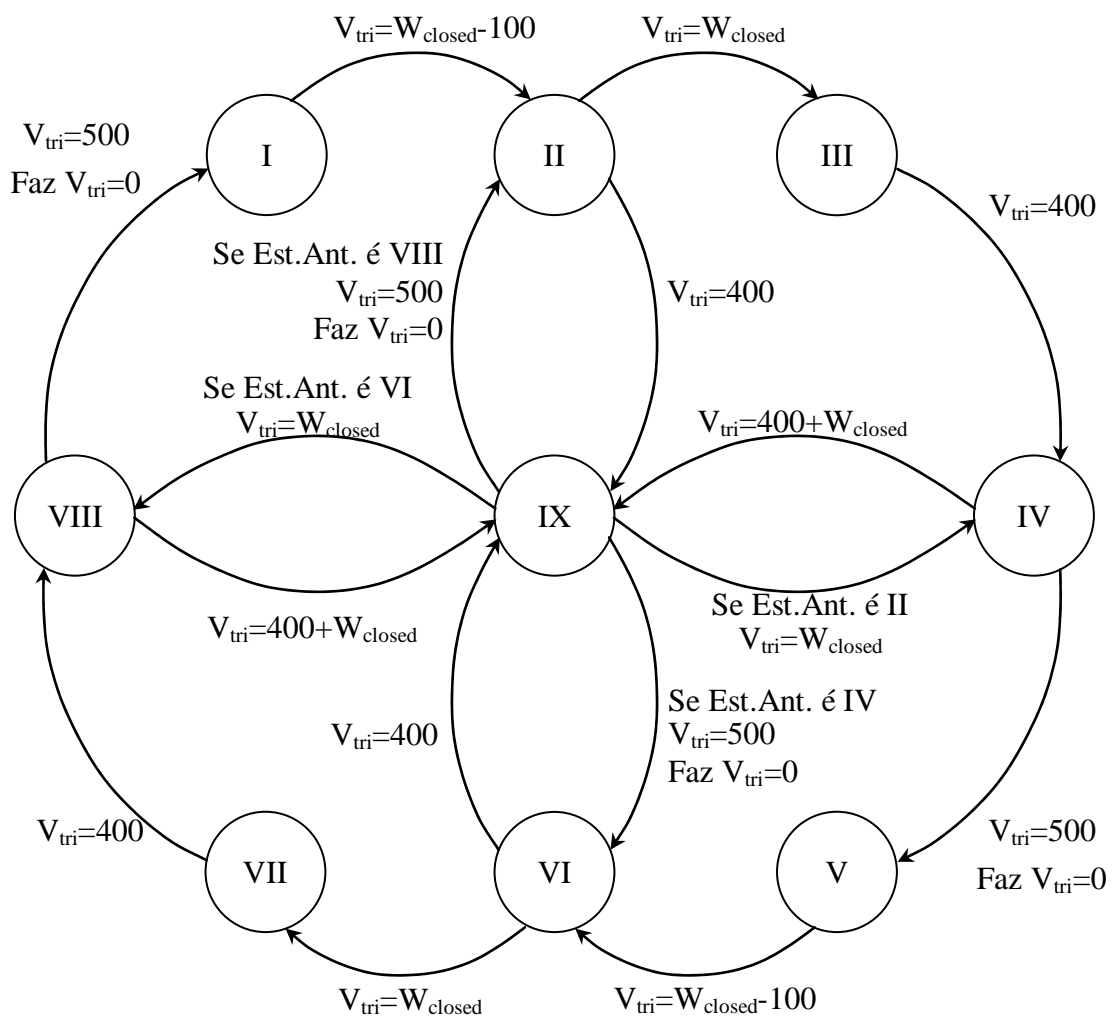 V_tri=W_closed-100
V_tri=W_closed
V_tri=500
Faz V_tri=0
I
II
III
V_tri=400
Se Est.Ant. é VIII
V_tri=500
Faz V_tri=0
V_tri=400
Se Est.Ant. é VI
V_tri=W_closed
V_tri=400+W_closed
VIII
IX
IV
V_tri=400+W_closed
Se Est.Ant. é II
V_tri=W_closed
V_tri=400
Se Est.Ant. é IV
V_tri=500
Faz V_tri=0
V_tri=400
VII
VI
V
V_tri=500
Faz V_tri=0
V_tri=W_closed
V_tri=W_closed-100